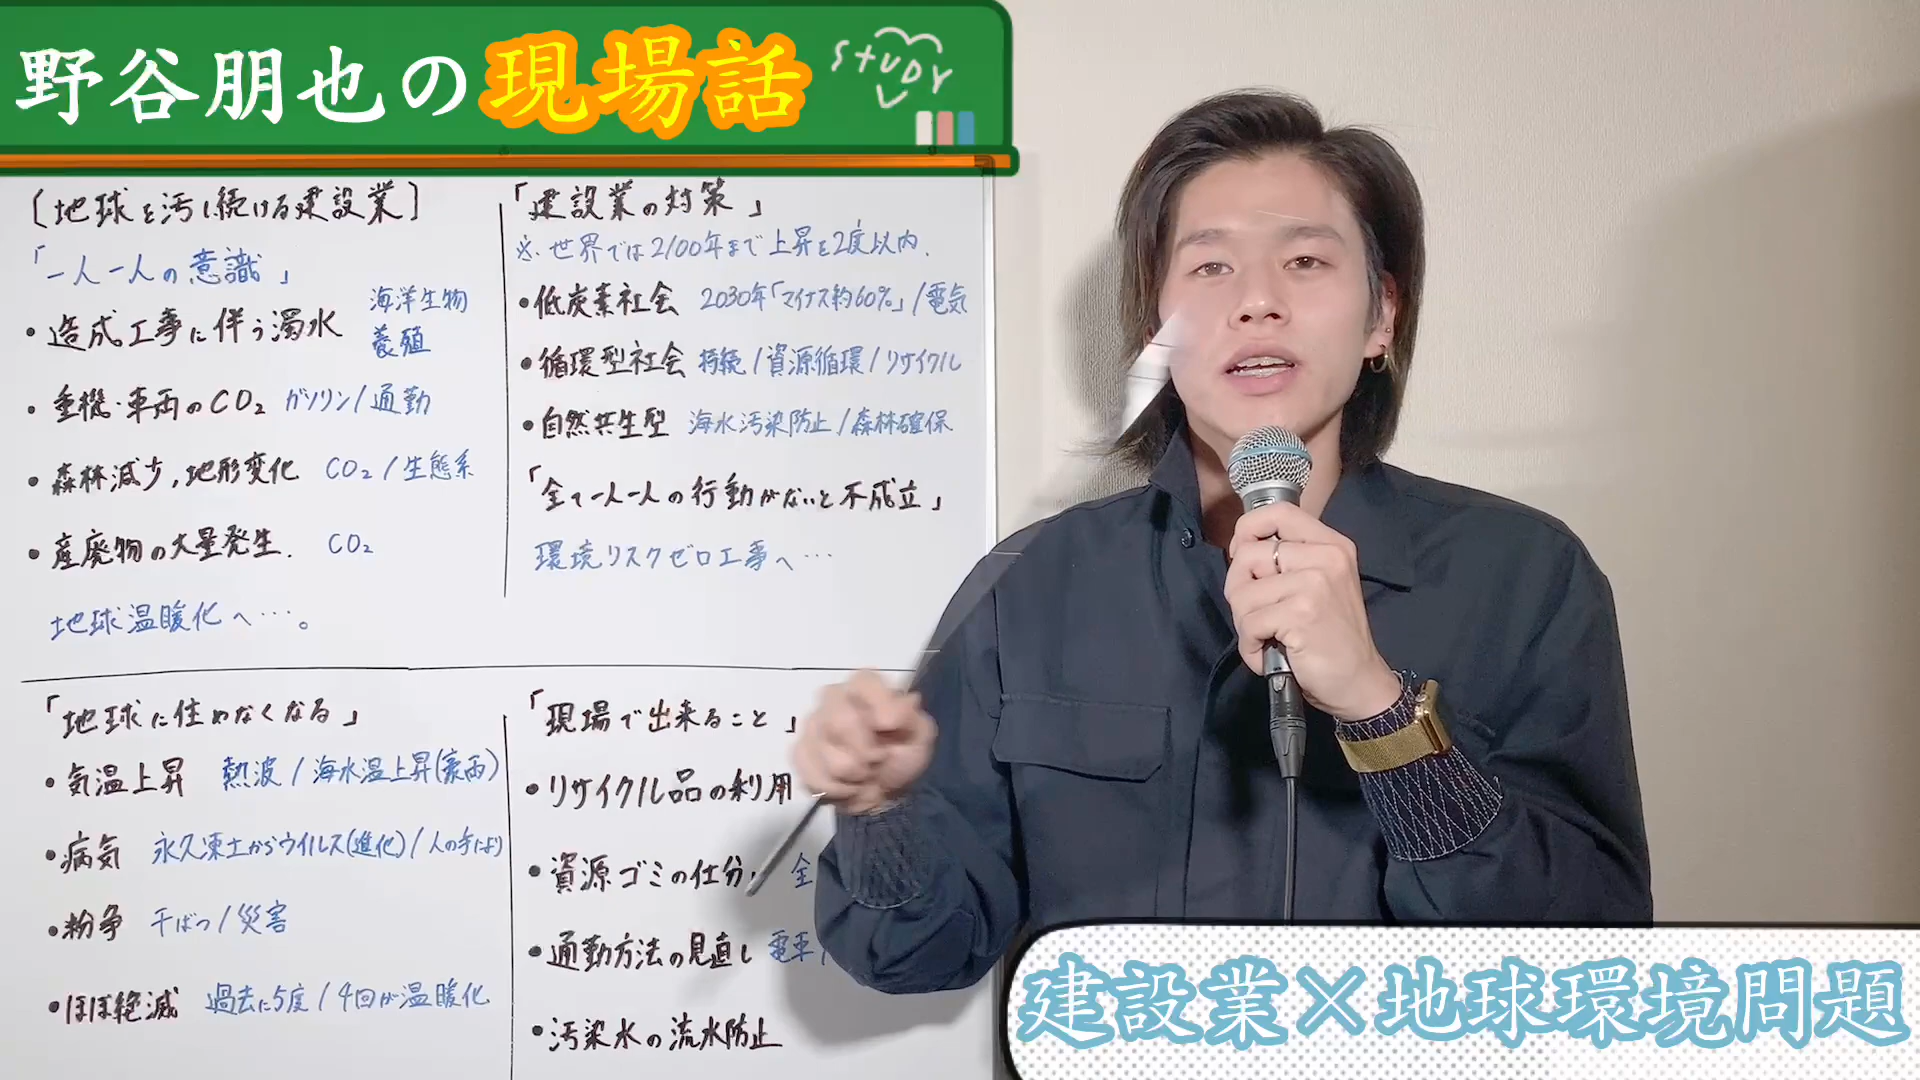 野谷朋也の現場話
STUDY
〔地球を汚し続ける建設業〕
「一人一人の意識」
・造成工事に伴う濁水 海洋生物 養殖
・重機・車両のCO2 ガソリン/通勤
・森林減少,地形変化 CO2/生態系
・産廃物の大量発生. CO2
地球温暖化へ…。
「建設業の対策」
※.世界では2100年まで上昇を2度以内.
・低炭素社会 2030年「マイナス約60%」/電気
・循環型社会 持続/資源循環/リサイクル
・自然共生型 海水汚染防止/森林確保
「全て一人一人の行動がないと不成立」
環境リスクゼロ工事へ…
「地球に住めなくなる」
・気温上昇 熱波/海水温上昇(豪雨)
・病気 永久凍土からウイルス(進化)/人の手により
・紛争 干ばつ/災害
・ほぼ絶滅 過去に5度/4回が温暖化
「現場で出来ること」
・リサイクル品の利用
・資源ゴミの仕分 全
・通勤方法の見直し 電車/
・汚染水の流水防止
建設業×地球環境問題